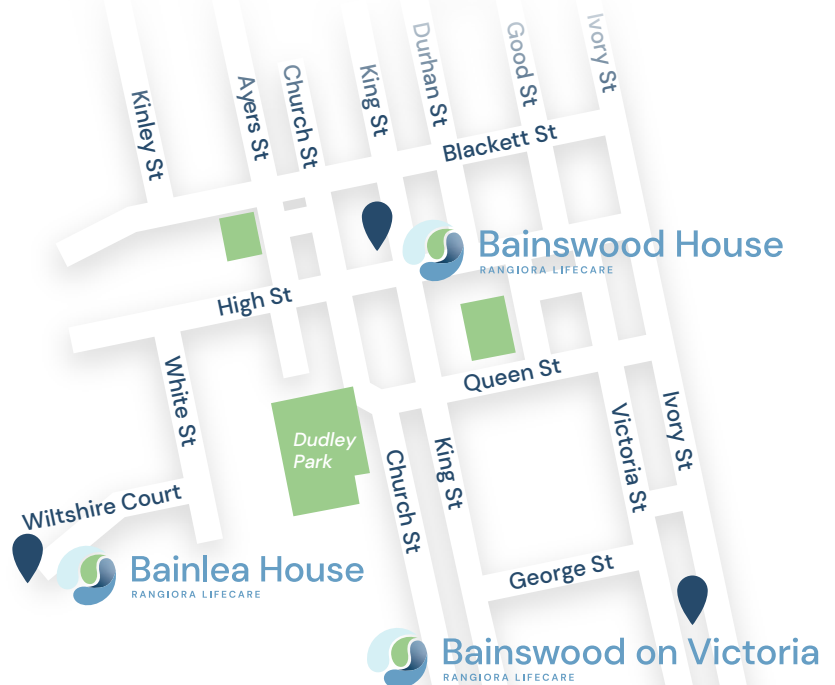 Kinley St
Ayers St
Church St
King St
Durhan St
Good St
Ivory St
Blackett St
Bainswood House
RANGIORA LIFECARE
High St
White St
Queen St
Dudley
Park
Church St
King St
Victoria St
Ivory St
Wiltshire Court
Bainlea House
RANGIORA LIFECARE
George St
Bainswood on Victoria
RANGIORA LIFECARE